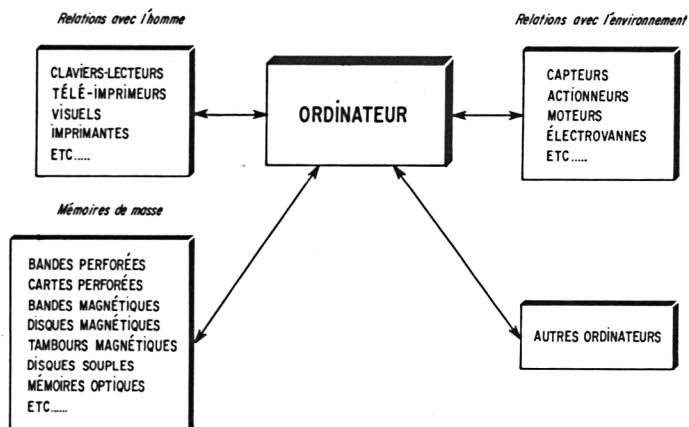 Relations avec l'homme
CLAVIERS-LECTEURS
TÉLÉ-IMPRIMEURS
VISUELS
IMPRIMANTES
ETC.....
ORDINATEUR
Relations avec l'environnement
CAPTEURS
ACTIONNEURS
MOTEURS
ÉLECTROVANNES
ETC.....
Mémoires de masse
BANDES PERFORÉES
CARTES PERFORÉES
BANDES MAGNÉTIQUES
DISQUES MAGNÉTIQUES
TAMBOURS MAGNÉTIQUES
DISQUES SOUPLES
MÉMOIRES OPTIQUES
ETC.....
AUTRES ORDINATEURS